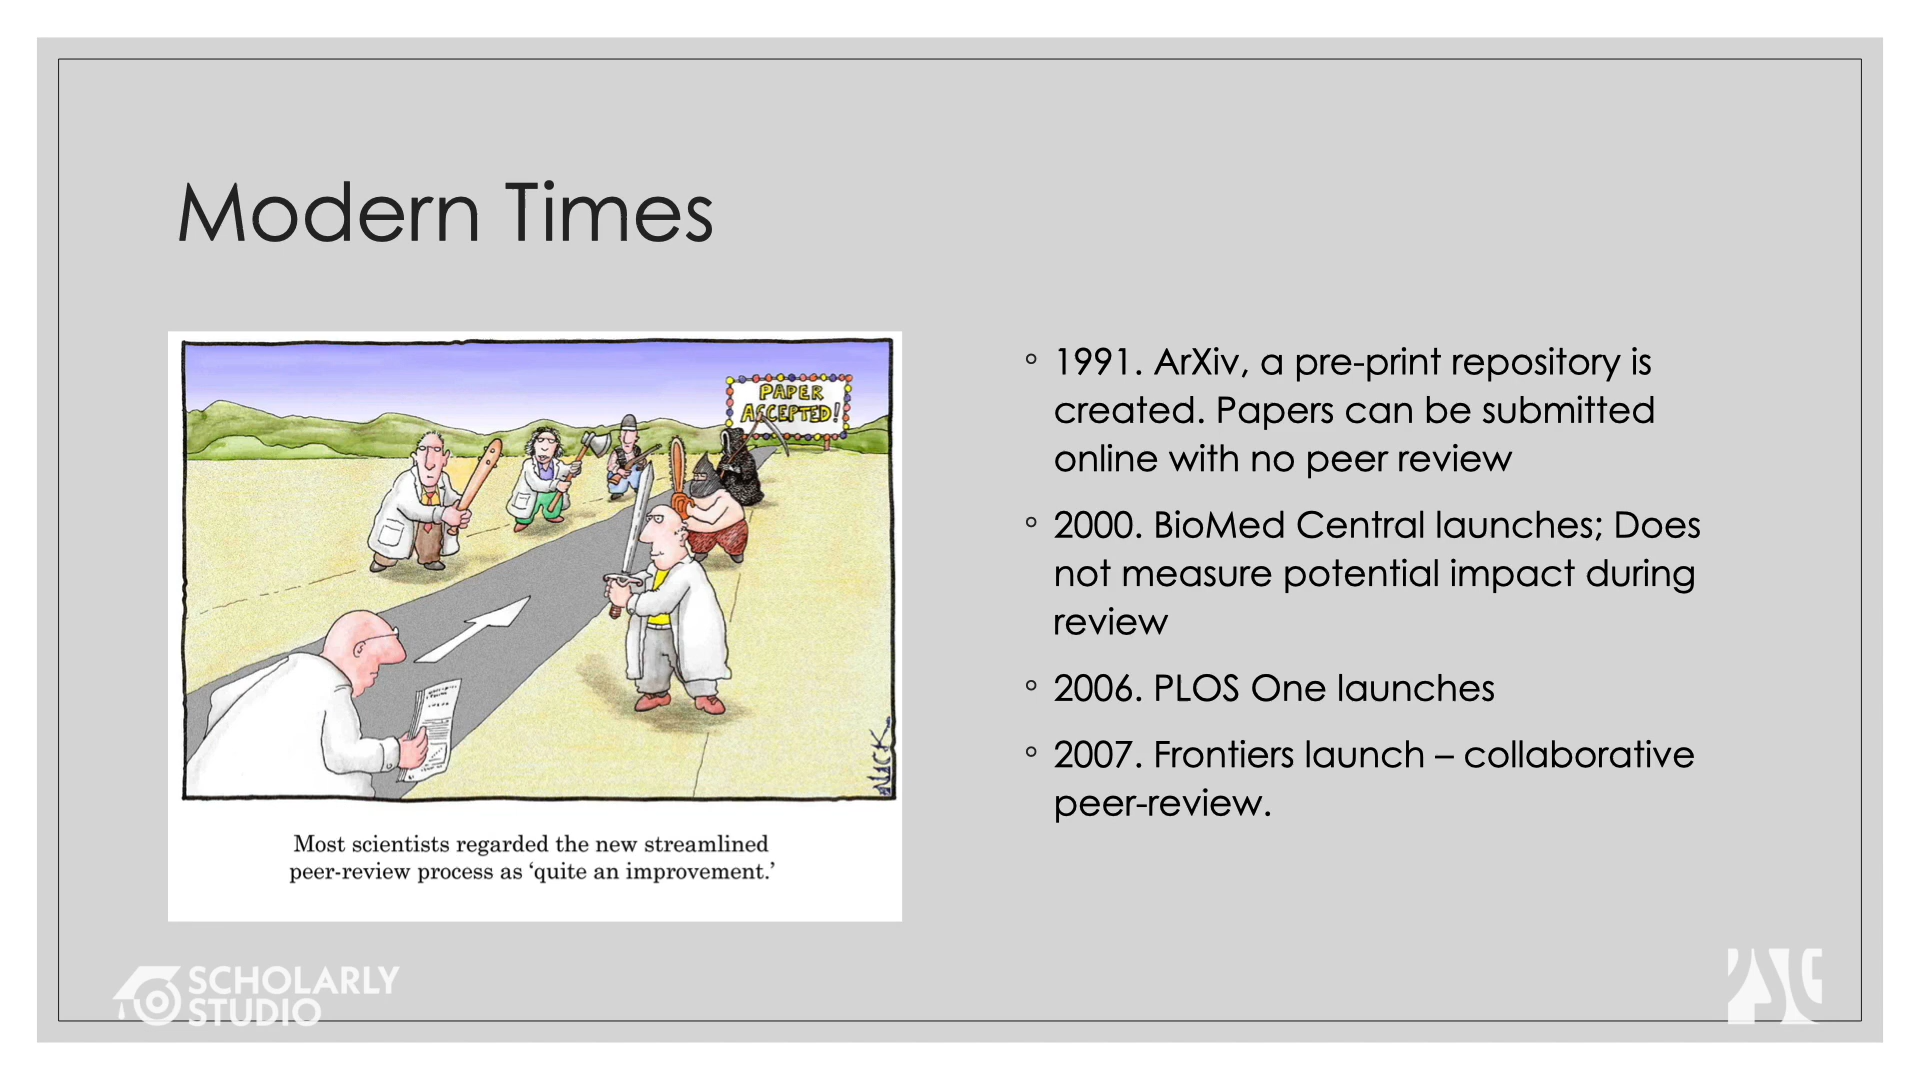 Modern Times
PAPER
ACCEPTED!
Most scientists regarded the new streamlined
peer-review process as ‘quite an improvement.’
◦ 1991. ArXiv, a pre-print repository is
created. Papers can be submitted
online with no peer review
◦ 2000. BioMed Central launches; Does
not measure potential impact during
review
◦ 2006. PLOS One launches
◦ 2007. Frontiers launch – collaborative
peer-review.
SCHOLARLY
STUDIO